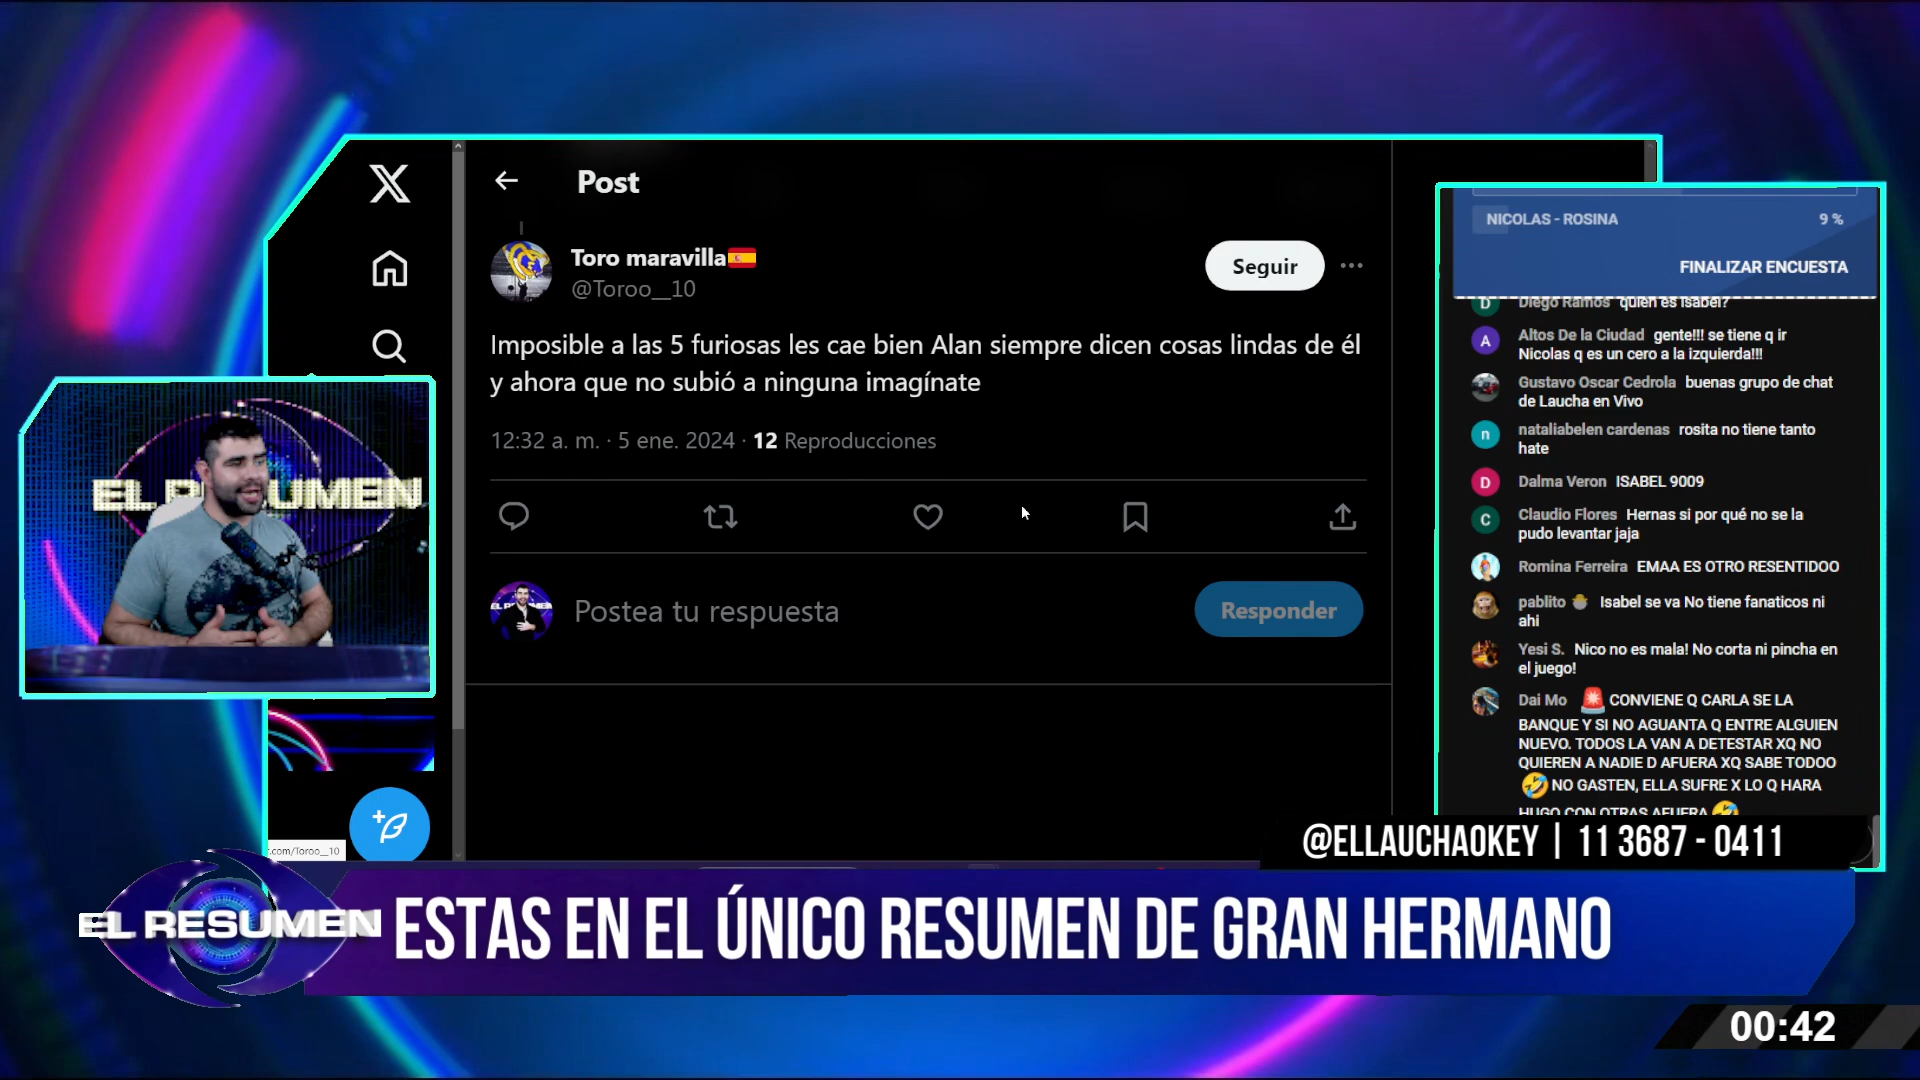 Post
Toro maravilla
@Toroo__10
Seguir
Imposible a las 5 furiosas les cae bien Alan siempre dicen cosas lindas de él
y ahora que no subió a ninguna imagínate
12:32 a. m. · 5 ene. 2024 · 12 Reproducciones
Postea tu respuesta
Responder
.com/Toroo__10
EL RESUMEN
NICOLAS - ROSINA 9 %
FINALIZAR ENCUESTA
Diego Ramos quien es isabel?
Altos De la Ciudad gente!!! se tiene q ir
Nicolas q es un cero a la izquierda!!!
Gustavo Oscar Cedrola buenas grupo de chat
de Laucha en Vivo
nataliabelen cardenas rosita no tiene tanto
hate
Dalma Veron ISABEL 9009
Claudio Flores Hernas si por qué no se la
pudo levantar jaja
Romina Ferreira EMAA ES OTRO RESENTIDOO
pablito 🐣 Isabel se va No tiene fanaticos ni
ahi
Yesi S. Nico no es mala! No corta ni pincha en
el juego!
Dai Mo 🚨 CONVIENE Q CARLA SE LA
BANQUE Y SI NO AGUANTA Q ENTRE ALGUIEN
NUEVO. TODOS LA VAN A DETESTAR XQ NO
QUIEREN A NADIE D AFUERA XQ SABE TODOO
🤣 NO GASTEN, ELLA SUFRE X LO Q HARA
HUGO CON OTRAS AFUERA 🤣
@ELLAUCHAOKEY | 11 3687 - 0411
EL RESUMEN
ESTAS EN EL ÚNICO RESUMEN DE GRAN HERMANO
00:42